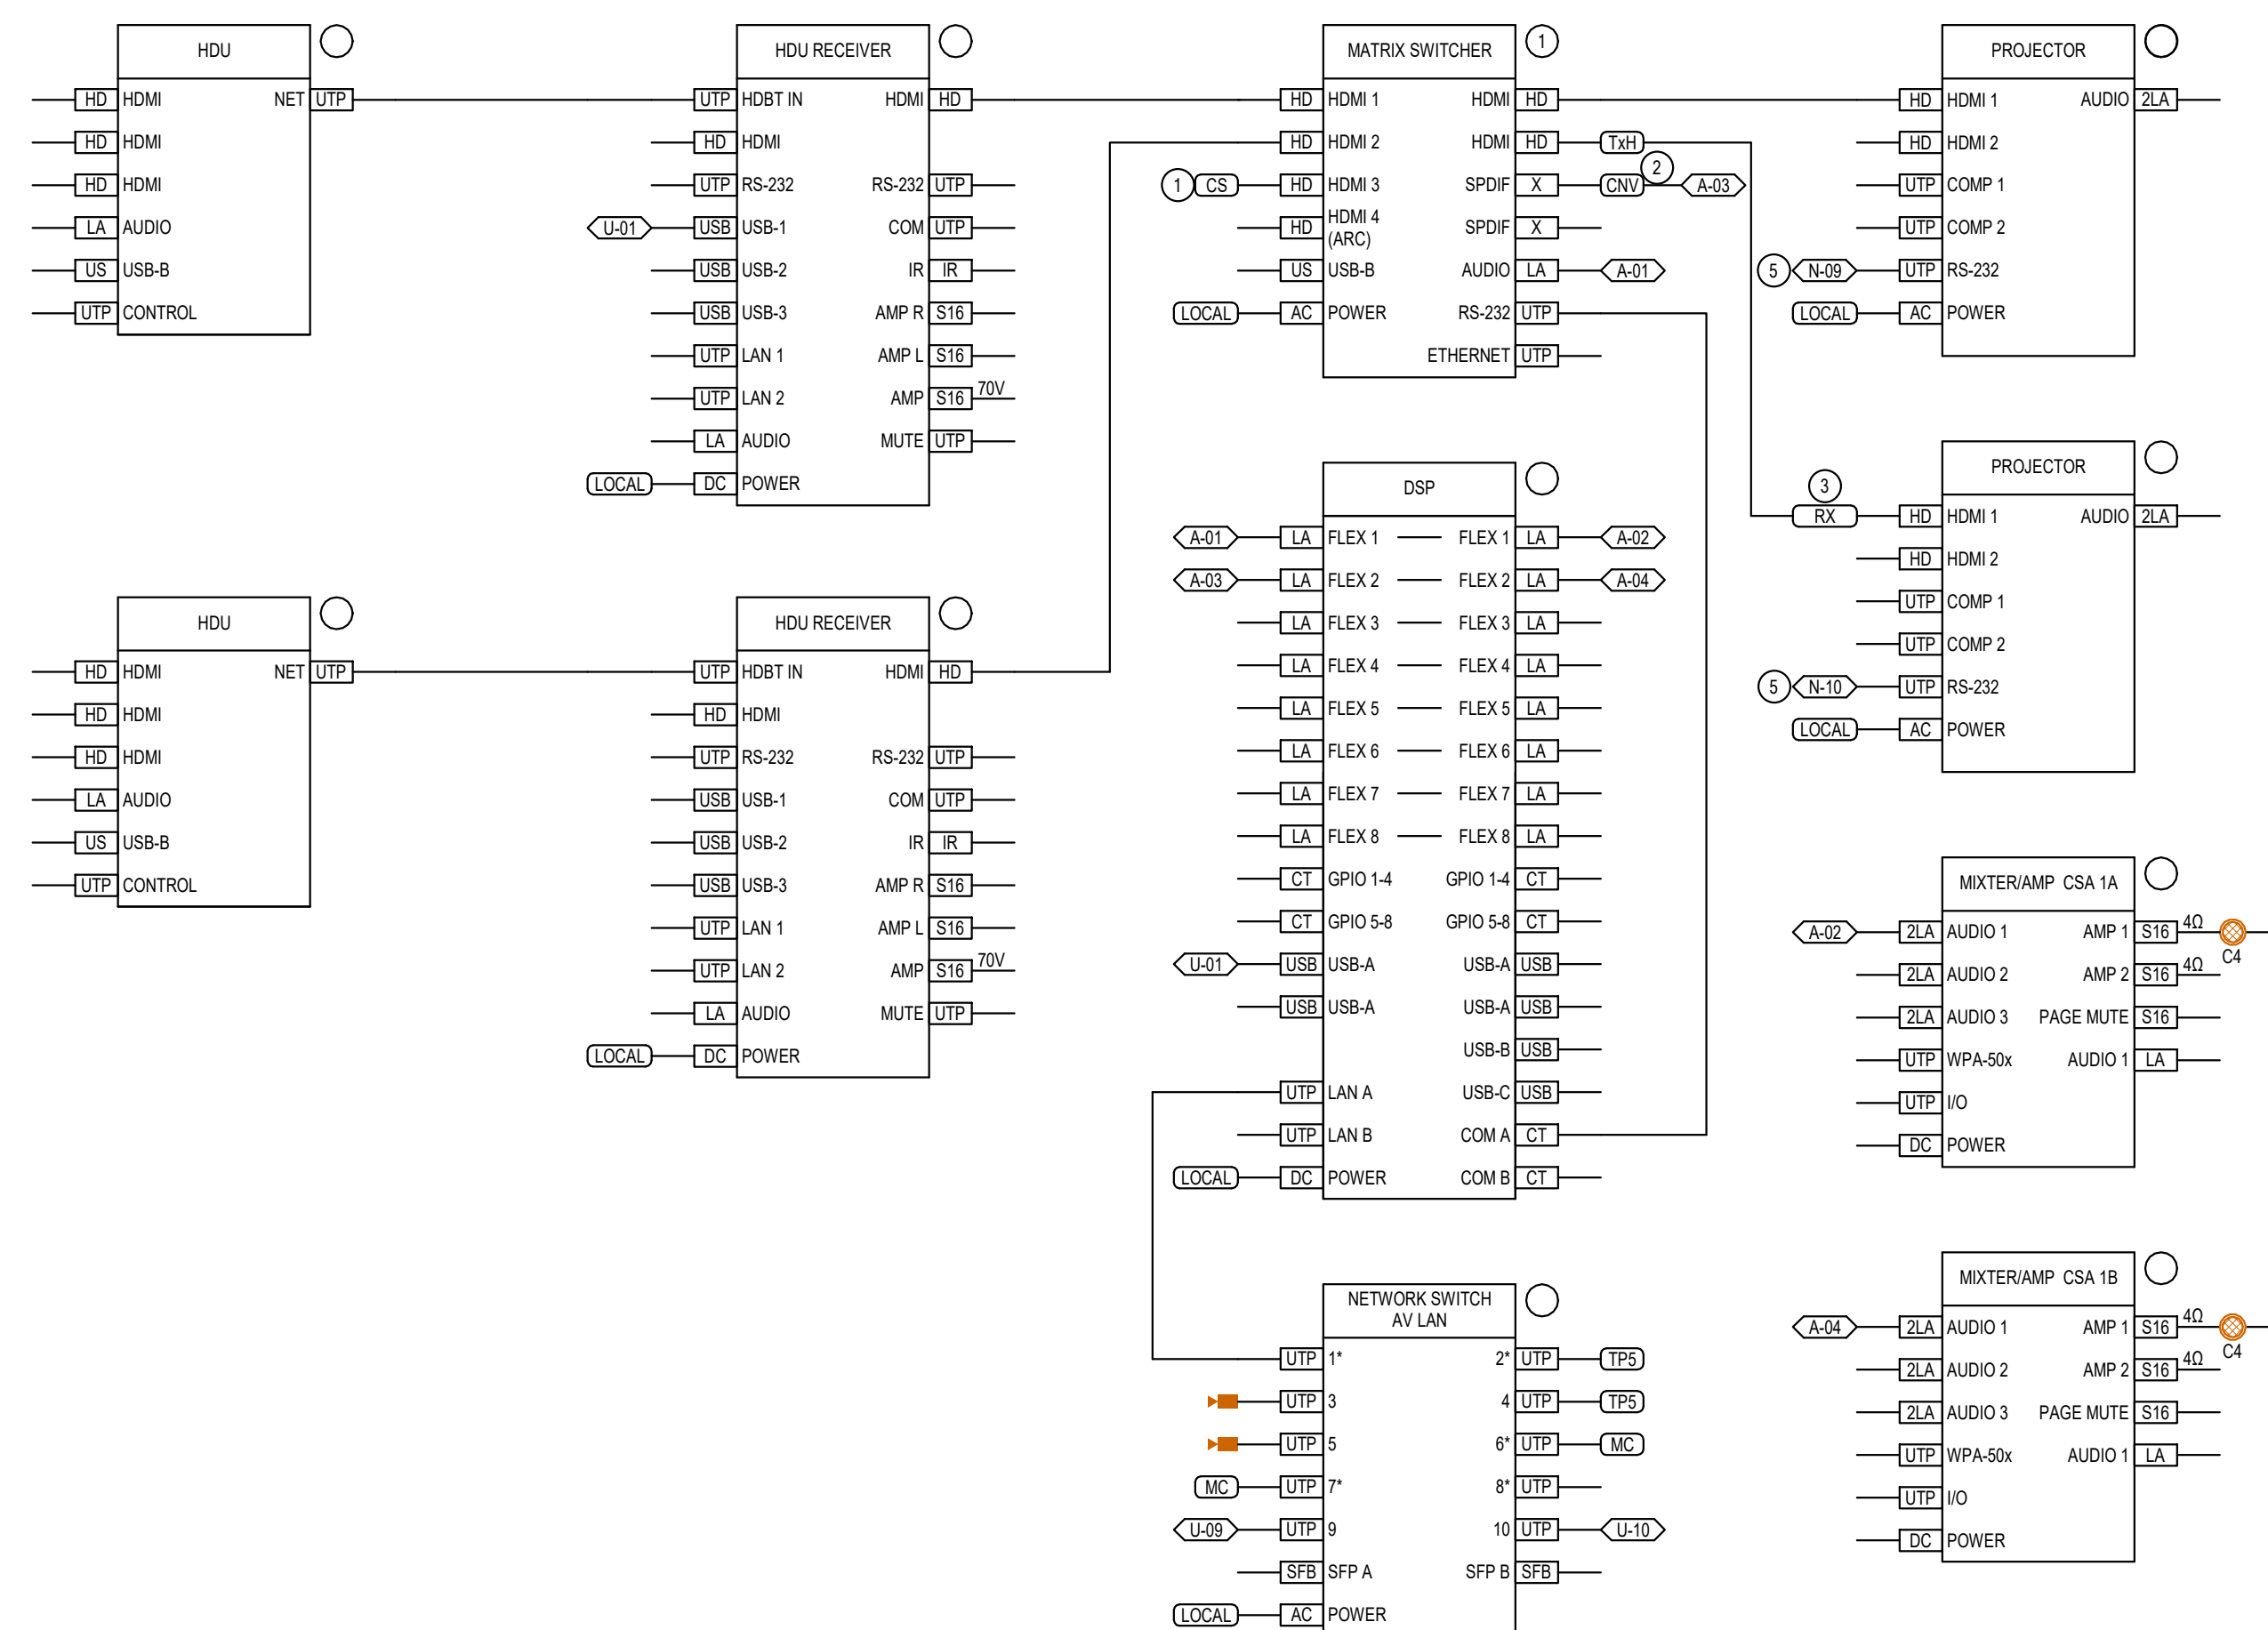 HDU
HD HDMI NET UTP
HD HDMI
HD HDMI
LA AUDIO
US USB-B
UTP CONTROL
HDU RECEIVER
UTP HDBT IN HDMI HD
HD HDMI
UTP RS-232 RS-232 UTP
U-01 USB USB-1 COM UTP
USB USB-2 IR IR
USB USB-3 AMP R S16
UTP LAN 1 AMP L S16
UTP LAN 2 AMP S16 70V
LA AUDIO MUTE UTP
LOCAL DC POWER
MATRIX SWITCHER 1
HD HDMI 1 HDMI HD
HD HDMI 2 HDMI HD TxH
1 CS HD HDMI 3 SPDIF X CNV 2 A-03
HD HDMI 4 SPDIF X
(ARC)
US USB-B AUDIO LA A-01
LOCAL AC POWER RS-232 UTP
ETHERNET UTP
PROJECTOR
HD HDMI 1 AUDIO 2LA
HD HDMI 2
UTP COMP 1
UTP COMP 2
5 N-09 UTP RS-232
LOCAL AC POWER
HDU
HD HDMI NET UTP
HD HDMI
HD HDMI
LA AUDIO
US USB-B
UTP CONTROL
HDU RECEIVER
UTP HDBT IN HDMI HD
HD HDMI
UTP RS-232 RS-232 UTP
USB USB-1 COM UTP
USB USB-2 IR IR
USB USB-3 AMP R S16
UTP LAN 1 AMP L S16
UTP LAN 2 AMP S16 70V
LA AUDIO MUTE UTP
LOCAL DC POWER
DSP
A-01 LA FLEX 1 FLEX 1 LA A-02
A-03 LA FLEX 2 FLEX 2 LA A-04
LA FLEX 3 FLEX 3 LA
LA FLEX 4 FLEX 4 LA
LA FLEX 5 FLEX 5 LA
LA FLEX 6 FLEX 6 LA
LA FLEX 7 FLEX 7 LA
LA FLEX 8 FLEX 8 LA
CT GPIO 1-4 GPIO 1-4 CT
CT GPIO 5-8 GPIO 5-8 CT
U-01 USB USB-A USB-A USB
USB USB-A USB-A USB
USB-B USB
UTP LAN A USB-C USB
UTP LAN B COM A CT
LOCAL DC POWER COM B CT
PROJECTOR
3
RX HD HDMI 1 AUDIO 2LA
HD HDMI 2
UTP COMP 1
UTP COMP 2
5 N-10 UTP RS-232
LOCAL AC POWER
MIXTER/AMP CSA 1A
A-02 2LA AUDIO 1 AMP 1 S16 4Ω C4
2LA AUDIO 2 AMP 2 S16 4Ω
2LA AUDIO 3 PAGE MUTE S16
UTP WPA-50x AUDIO 1 LA
UTP I/O
DC POWER
NETWORK SWITCH
AV LAN
UTP 1* 2* UTP TP5
UTP 3 4 UTP TP5
UTP 5 6* UTP MC
MC UTP 7* 8* UTP
U-09 UTP 9 10 UTP U-10
SFB SFP A SFP B SFB
LOCAL AC POWER
MIXTER/AMP CSA 1B
A-04 2LA AUDIO 1 AMP 1 S16 4Ω C4
2LA AUDIO 2 AMP 2 S16 4Ω
2LA AUDIO 3 PAGE MUTE S16
UTP WPA-50x AUDIO 1 LA
UTP I/O
DC POWER